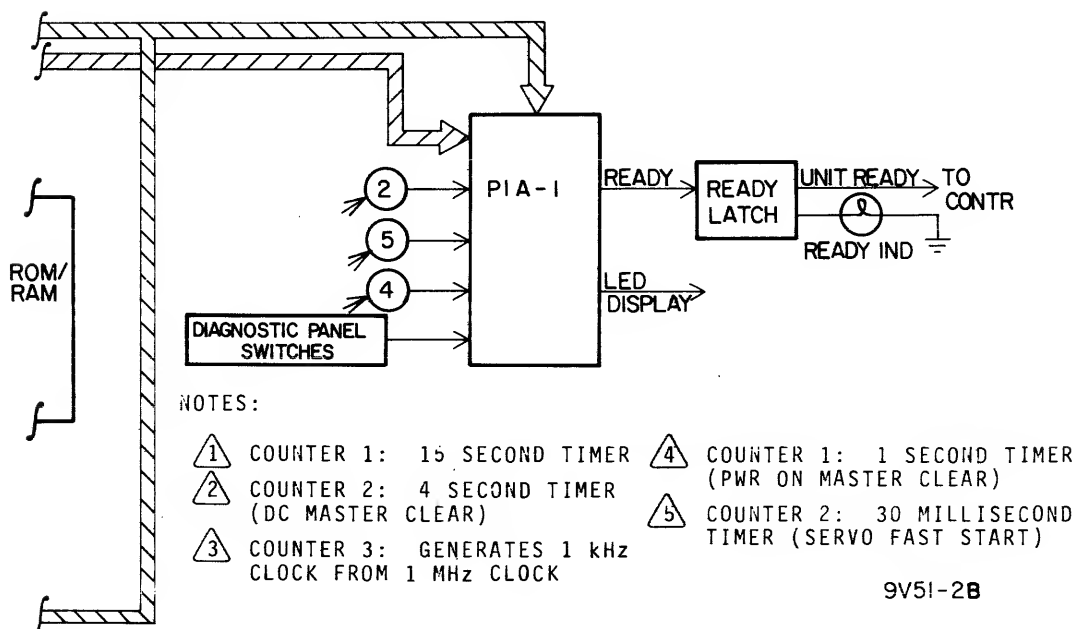 2
PIA-1
READY
READY
LATCH
UNIT READY
TO
CONTR
5
READY IND
ROM/
RAM
4
LED
DISPLAY
DIAGNOSTIC PANEL
SWITCHES
NOTES:
1 COUNTER 1: 15 SECOND TIMER
2 COUNTER 2: 4 SECOND TIMER
(DC MASTER CLEAR)
3 COUNTER 3: GENERATES 1 kHz
CLOCK FROM 1 MHz CLOCK
4 COUNTER 1: 1 SECOND TIMER
(PWR ON MASTER CLEAR)
5 COUNTER 2: 30 MILLISECOND
TIMER (SERVO FAST START)
9V51-2B